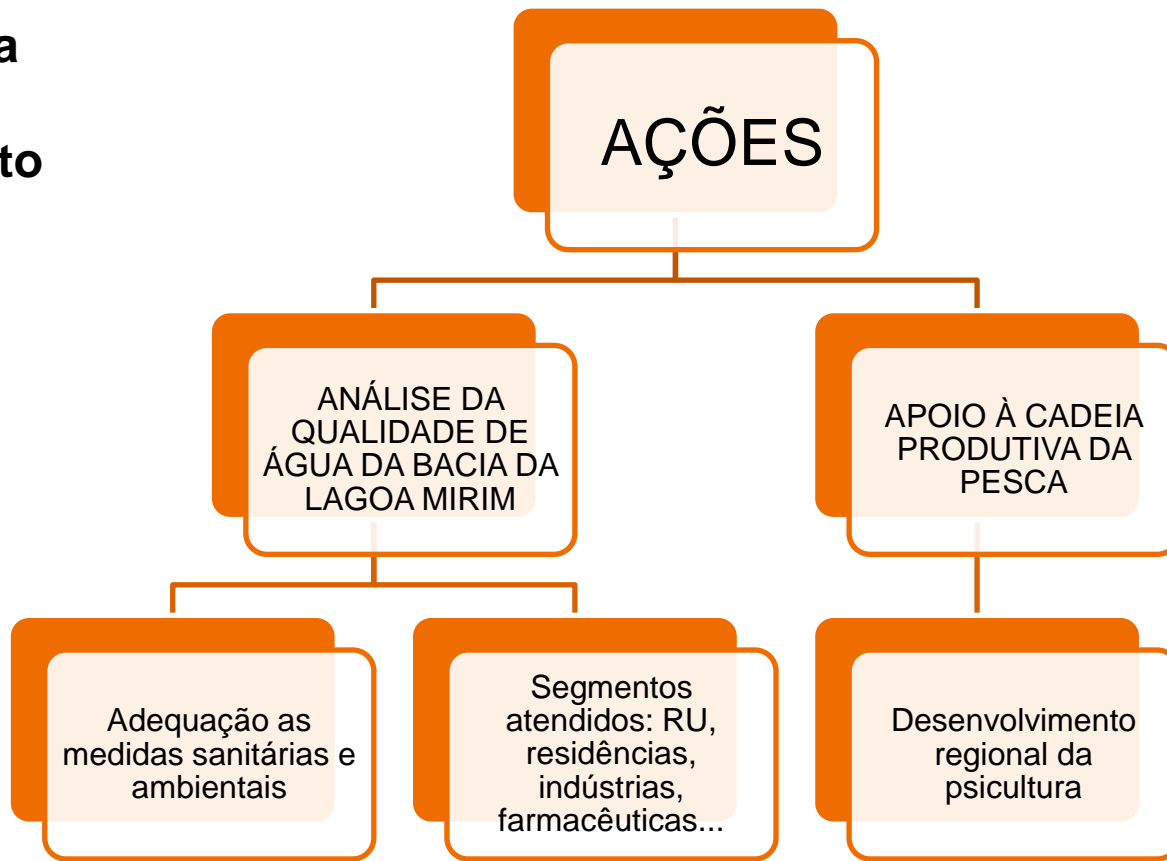 a
to
AÇÕES
ANÁLISE DA
QUALIDADE DE
ÁGUA DA BACIA DA
LAGOA MIRIM
APOIO À CADEIA
PRODUTIVA DA
PESCA
Adequação as
medidas sanitárias e
ambientais
Segmentos
atendidos: RU,
residências,
indústrias,
farmacêuticas...
Desenvolvimento
regional da
psicultura